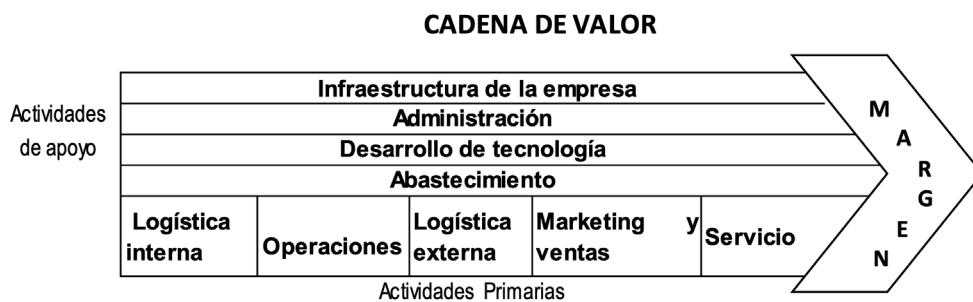 CADENA DE VALOR
Actividades
de apoyo
Infraestructura de la empresa
Administración
Desarrollo de tecnología
Abastecimiento
Logística
interna
Operaciones
Logística
externa
Marketing y
ventas
Servicio
MARGEN
Actividades Primarias